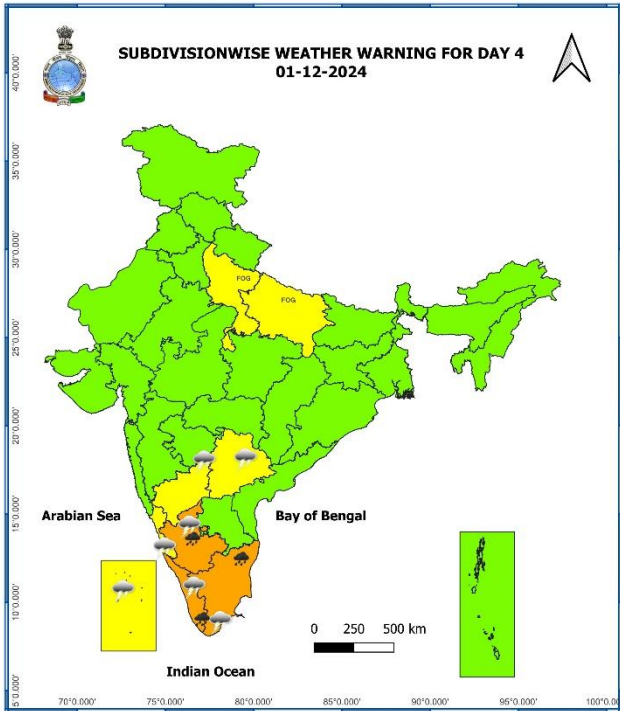 SUBDIVISIONWISE WEATHER WARNING FOR DAY 4
01-12-2024
40°0.000'
35°0.000'
30°0.000'
FOG
FOG
25°0.000'
20°0.000'
Arabian Sea
Bay of Bengal
15°0.000'
10°0.000'
0 250 500 km
Indian Ocean
5°0.000'
70°0.000' 75°0.000' 80°0.000' 85°0.000' 90°0.000' 95°0.000' 100°0.000'